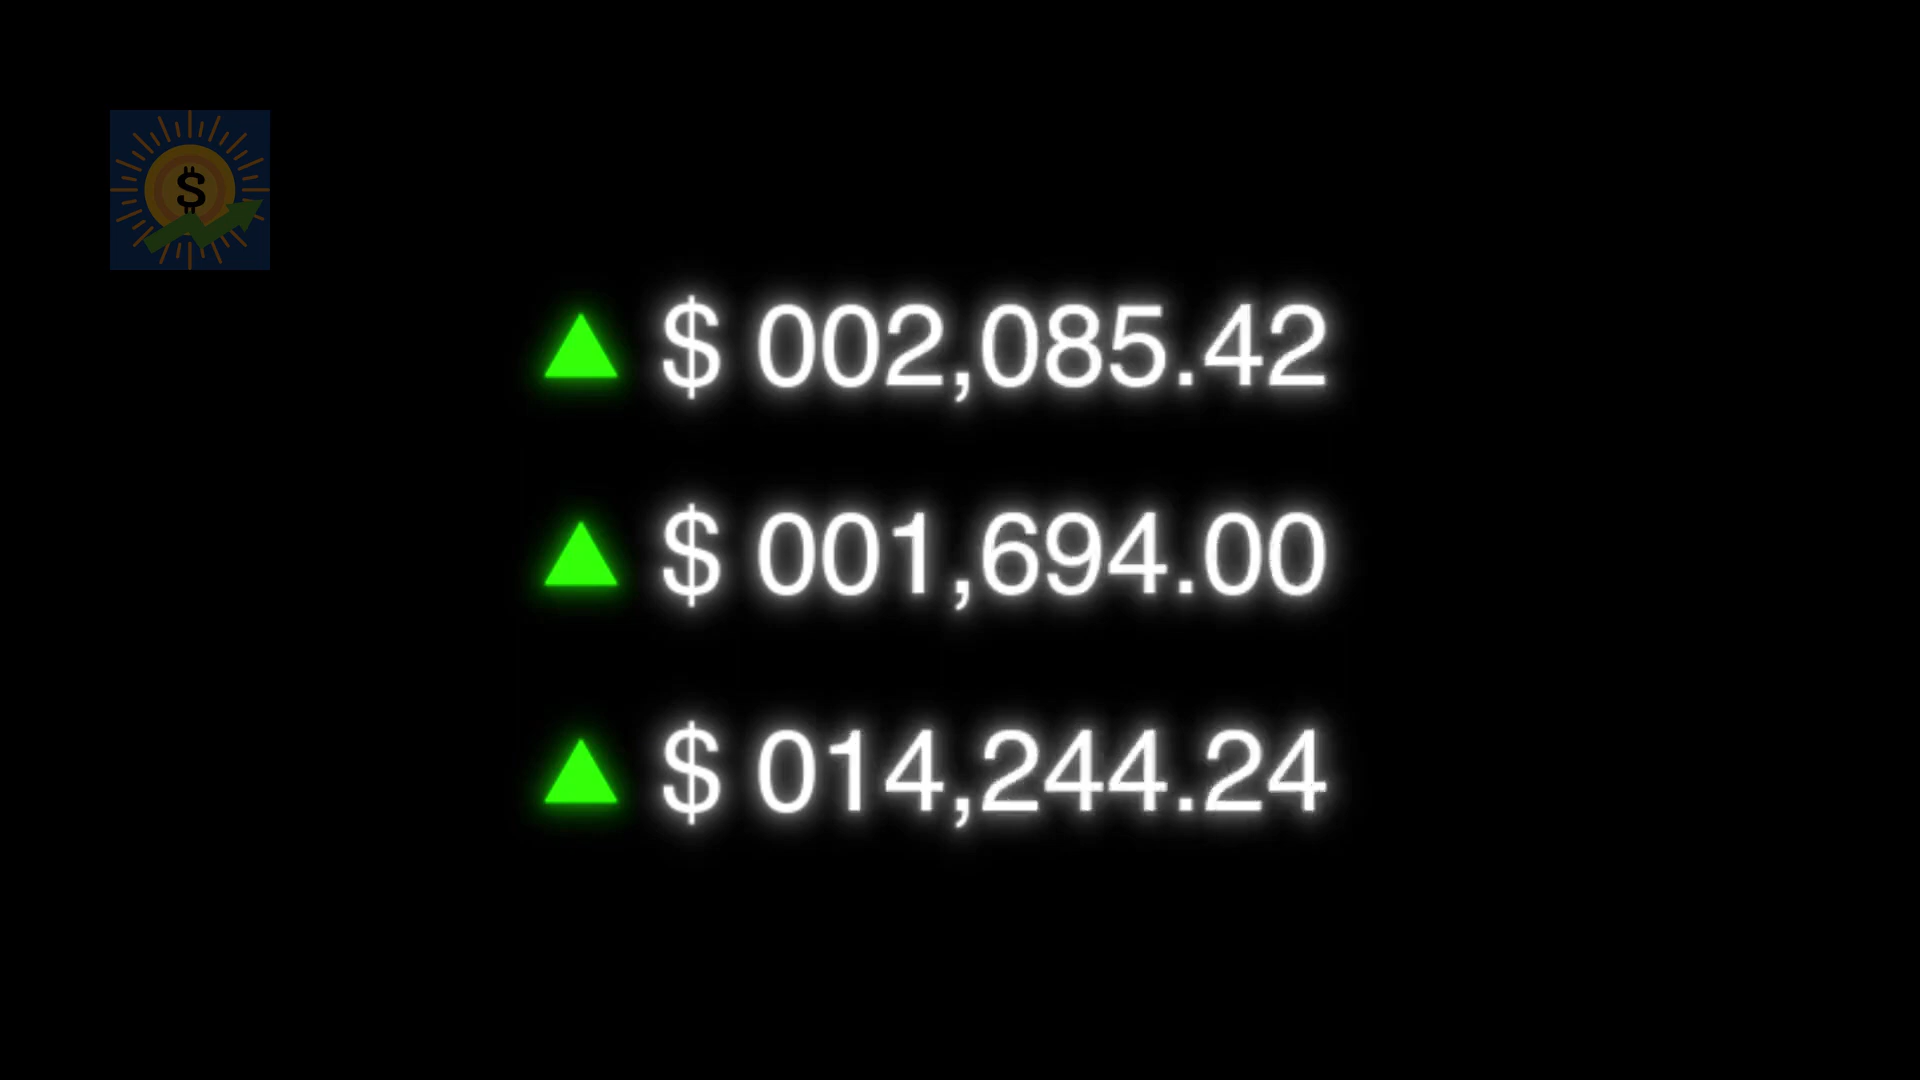 $
▲ $ 002,085.42
▲ $ 001,694.00
▲ $ 014,244.24